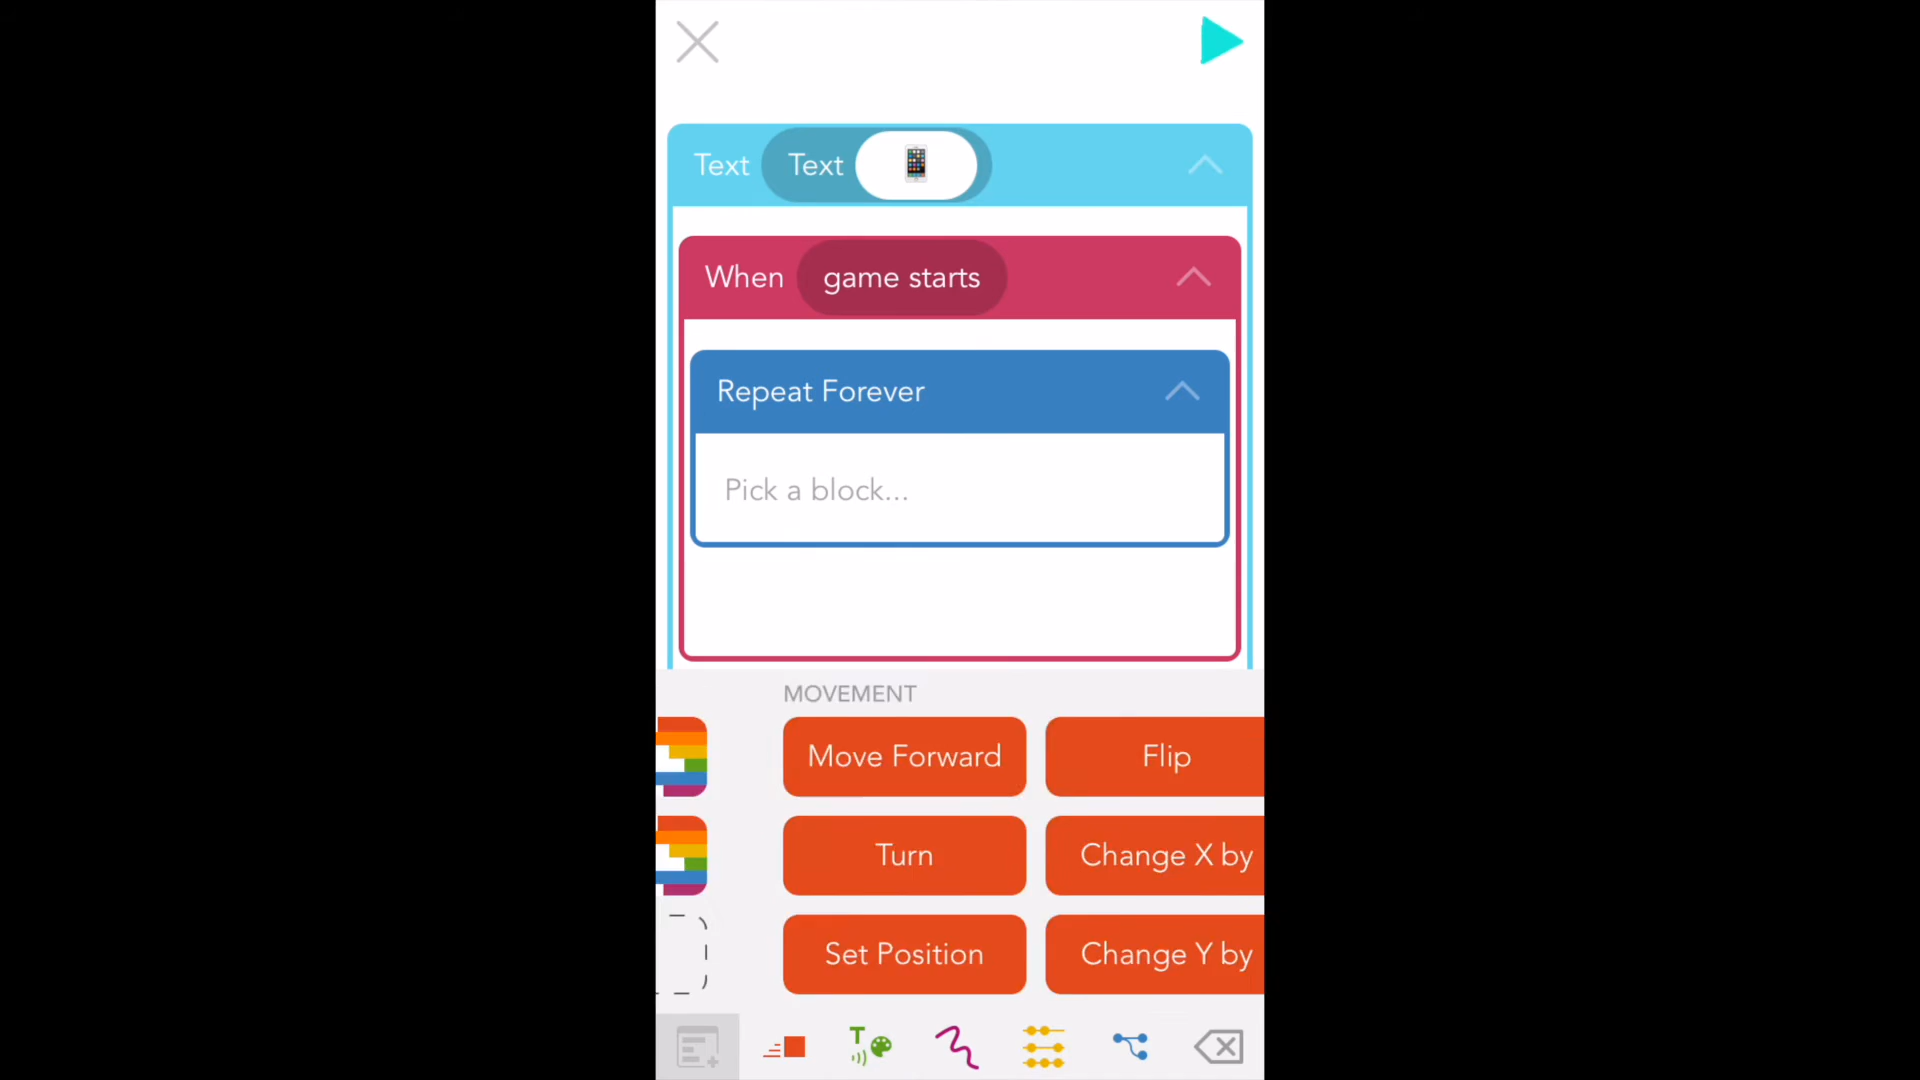 Text Text
When game starts
Repeat Forever
Pick a block...
MOVEMENT
Move Forward Flip
Turn Change X by
Set Position Change Y by
T